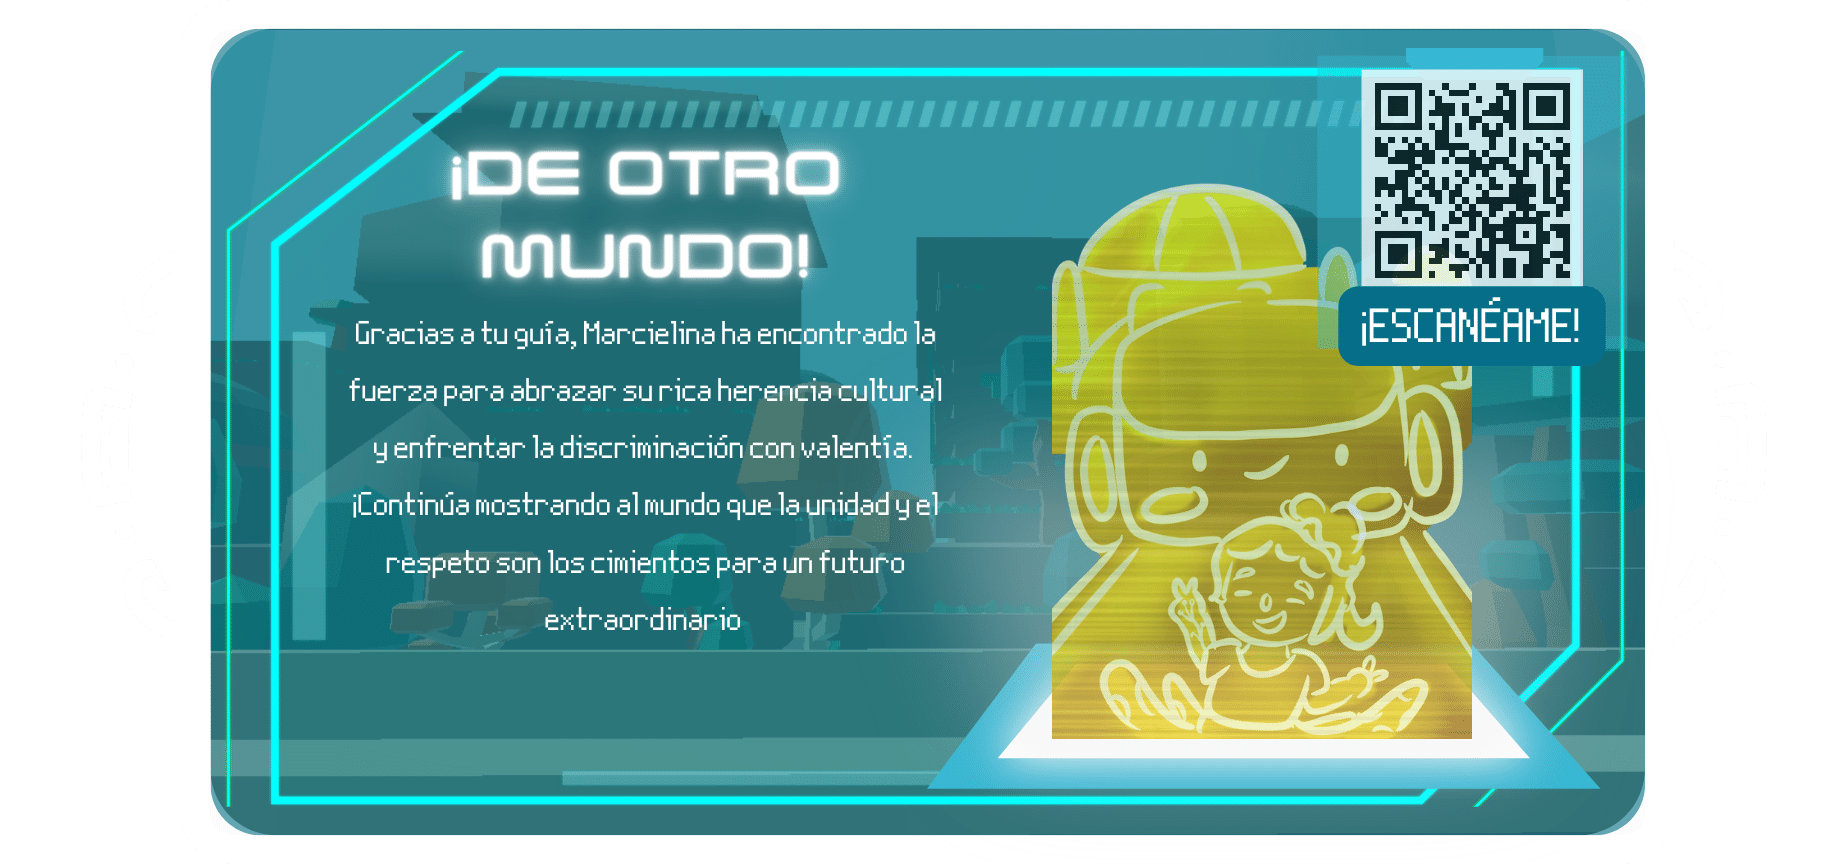 ¡DE OTRO
MUNDO!
Gracias a tu guía, Marcielina ha encontrado la
fuerza para abrazar su rica herencia cultural
y enfrentar la discriminación con valentía.
¡Continúa mostrando al mundo que la unidad y el
respeto son los cimientos para un futuro
extraordinario
¡ESCANÉAME!